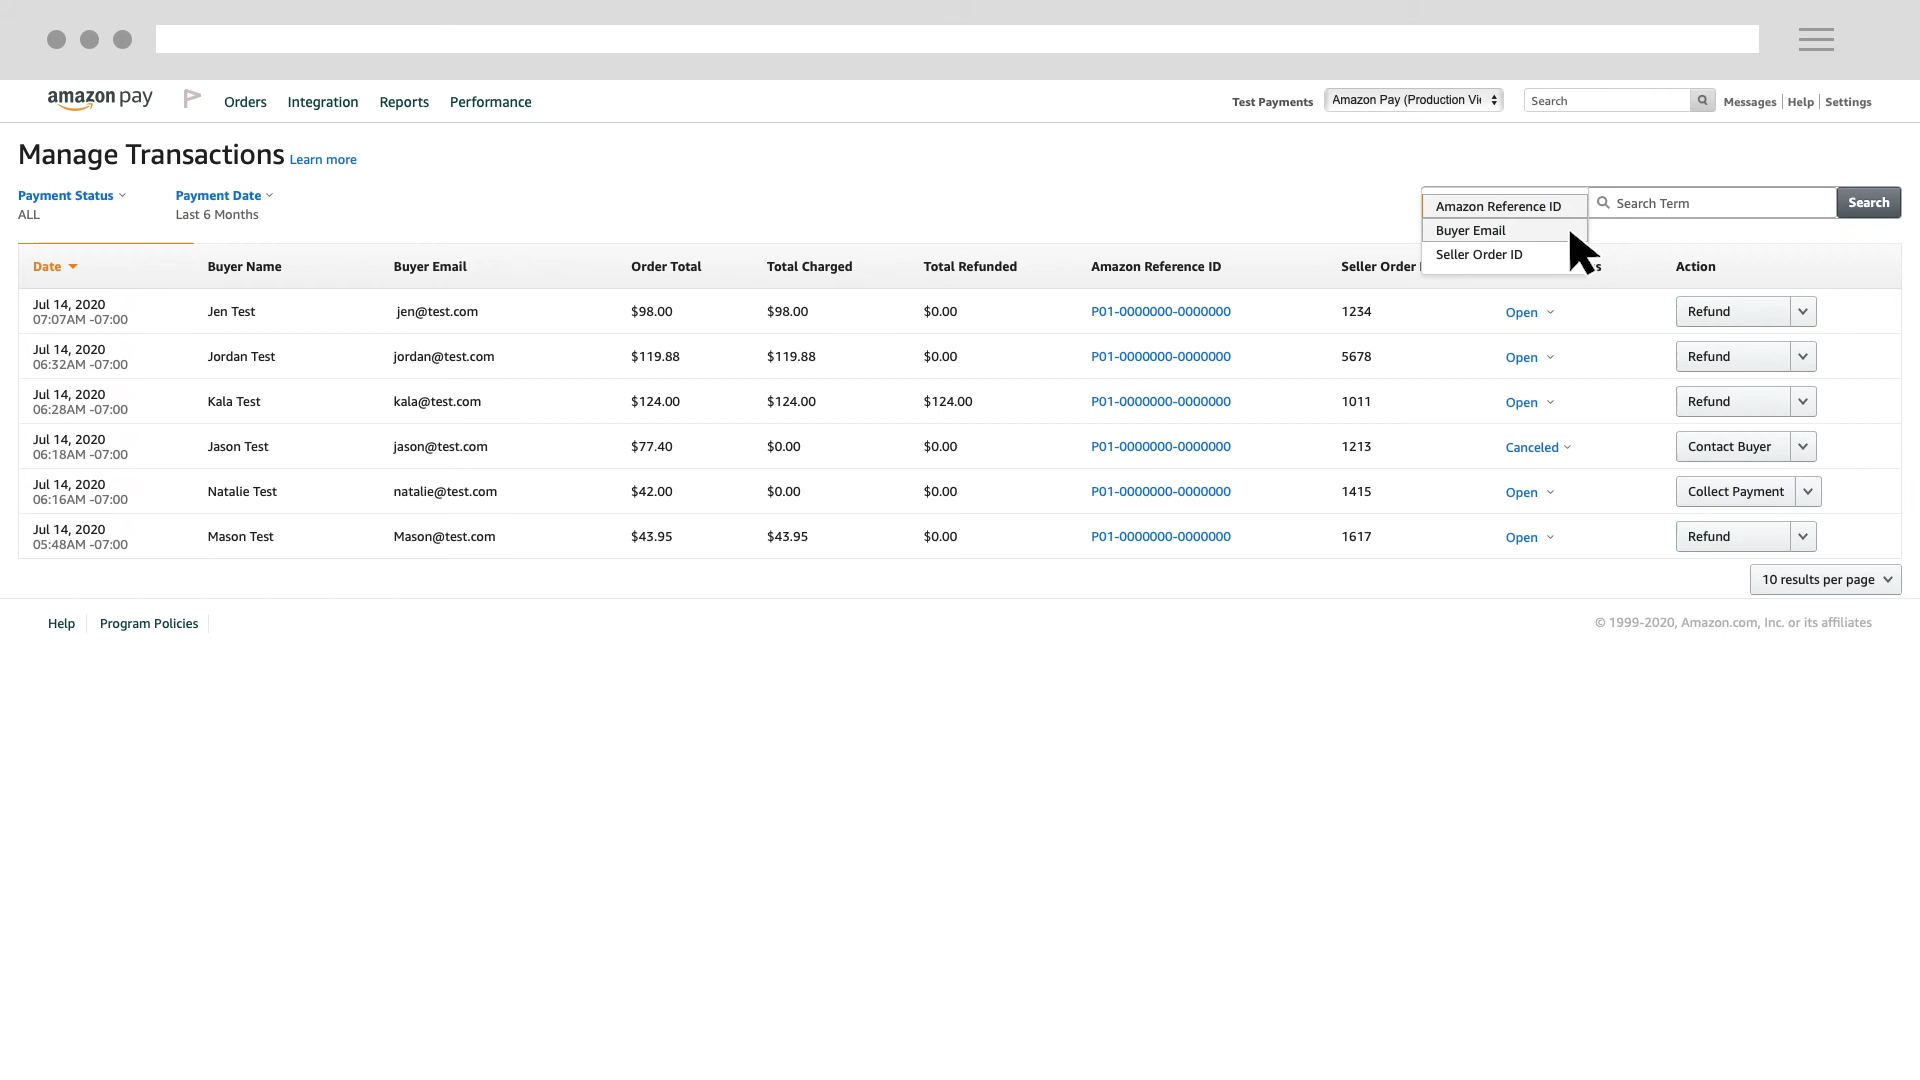 amazon pay
Orders Integration Reports Performance
Test Payments Amazon Pay (Production Vi Search Messages Help Settings
Manage Transactions Learn more
Payment Status Payment Date
ALL Last 6 Months
Amazon Reference ID Search Term Search
Buyer Email
Seller Order ID
Date Buyer Name Buyer Email Order Total Total Charged Total Refunded Amazon Reference ID Seller Order Action
Jul 14, 2020
07:07AM -07:00 Jen Test jen@test.com $98.00 $98.00 $0.00 P01-0000000-0000000 1234 Open Refund
Jul 14, 2020
06:32AM -07:00 Jordan Test jordan@test.com $119.88 $119.88 $0.00 P01-0000000-0000000 5678 Open Refund
Jul 14, 2020
06:28AM -07:00 Kala Test kala@test.com $124.00 $124.00 $124.00 P01-0000000-0000000 1011 Open Refund
Jul 14, 2020
06:18AM -07:00 Jason Test jason@test.com $77.40 $0.00 $0.00 P01-0000000-0000000 1213 Canceled Contact Buyer
Jul 14, 2020
06:16AM -07:00 Natalie Test natalie@test.com $42.00 $0.00 $0.00 P01-0000000-0000000 1415 Open Collect Payment
Jul 14, 2020
05:48AM -07:00 Mason Test Mason@test.com $43.95 $43.95 $0.00 P01-0000000-0000000 1617 Open Refund
10 results per page
Help Program Policies © 1999-2020, Amazon.com, Inc. or its affiliates